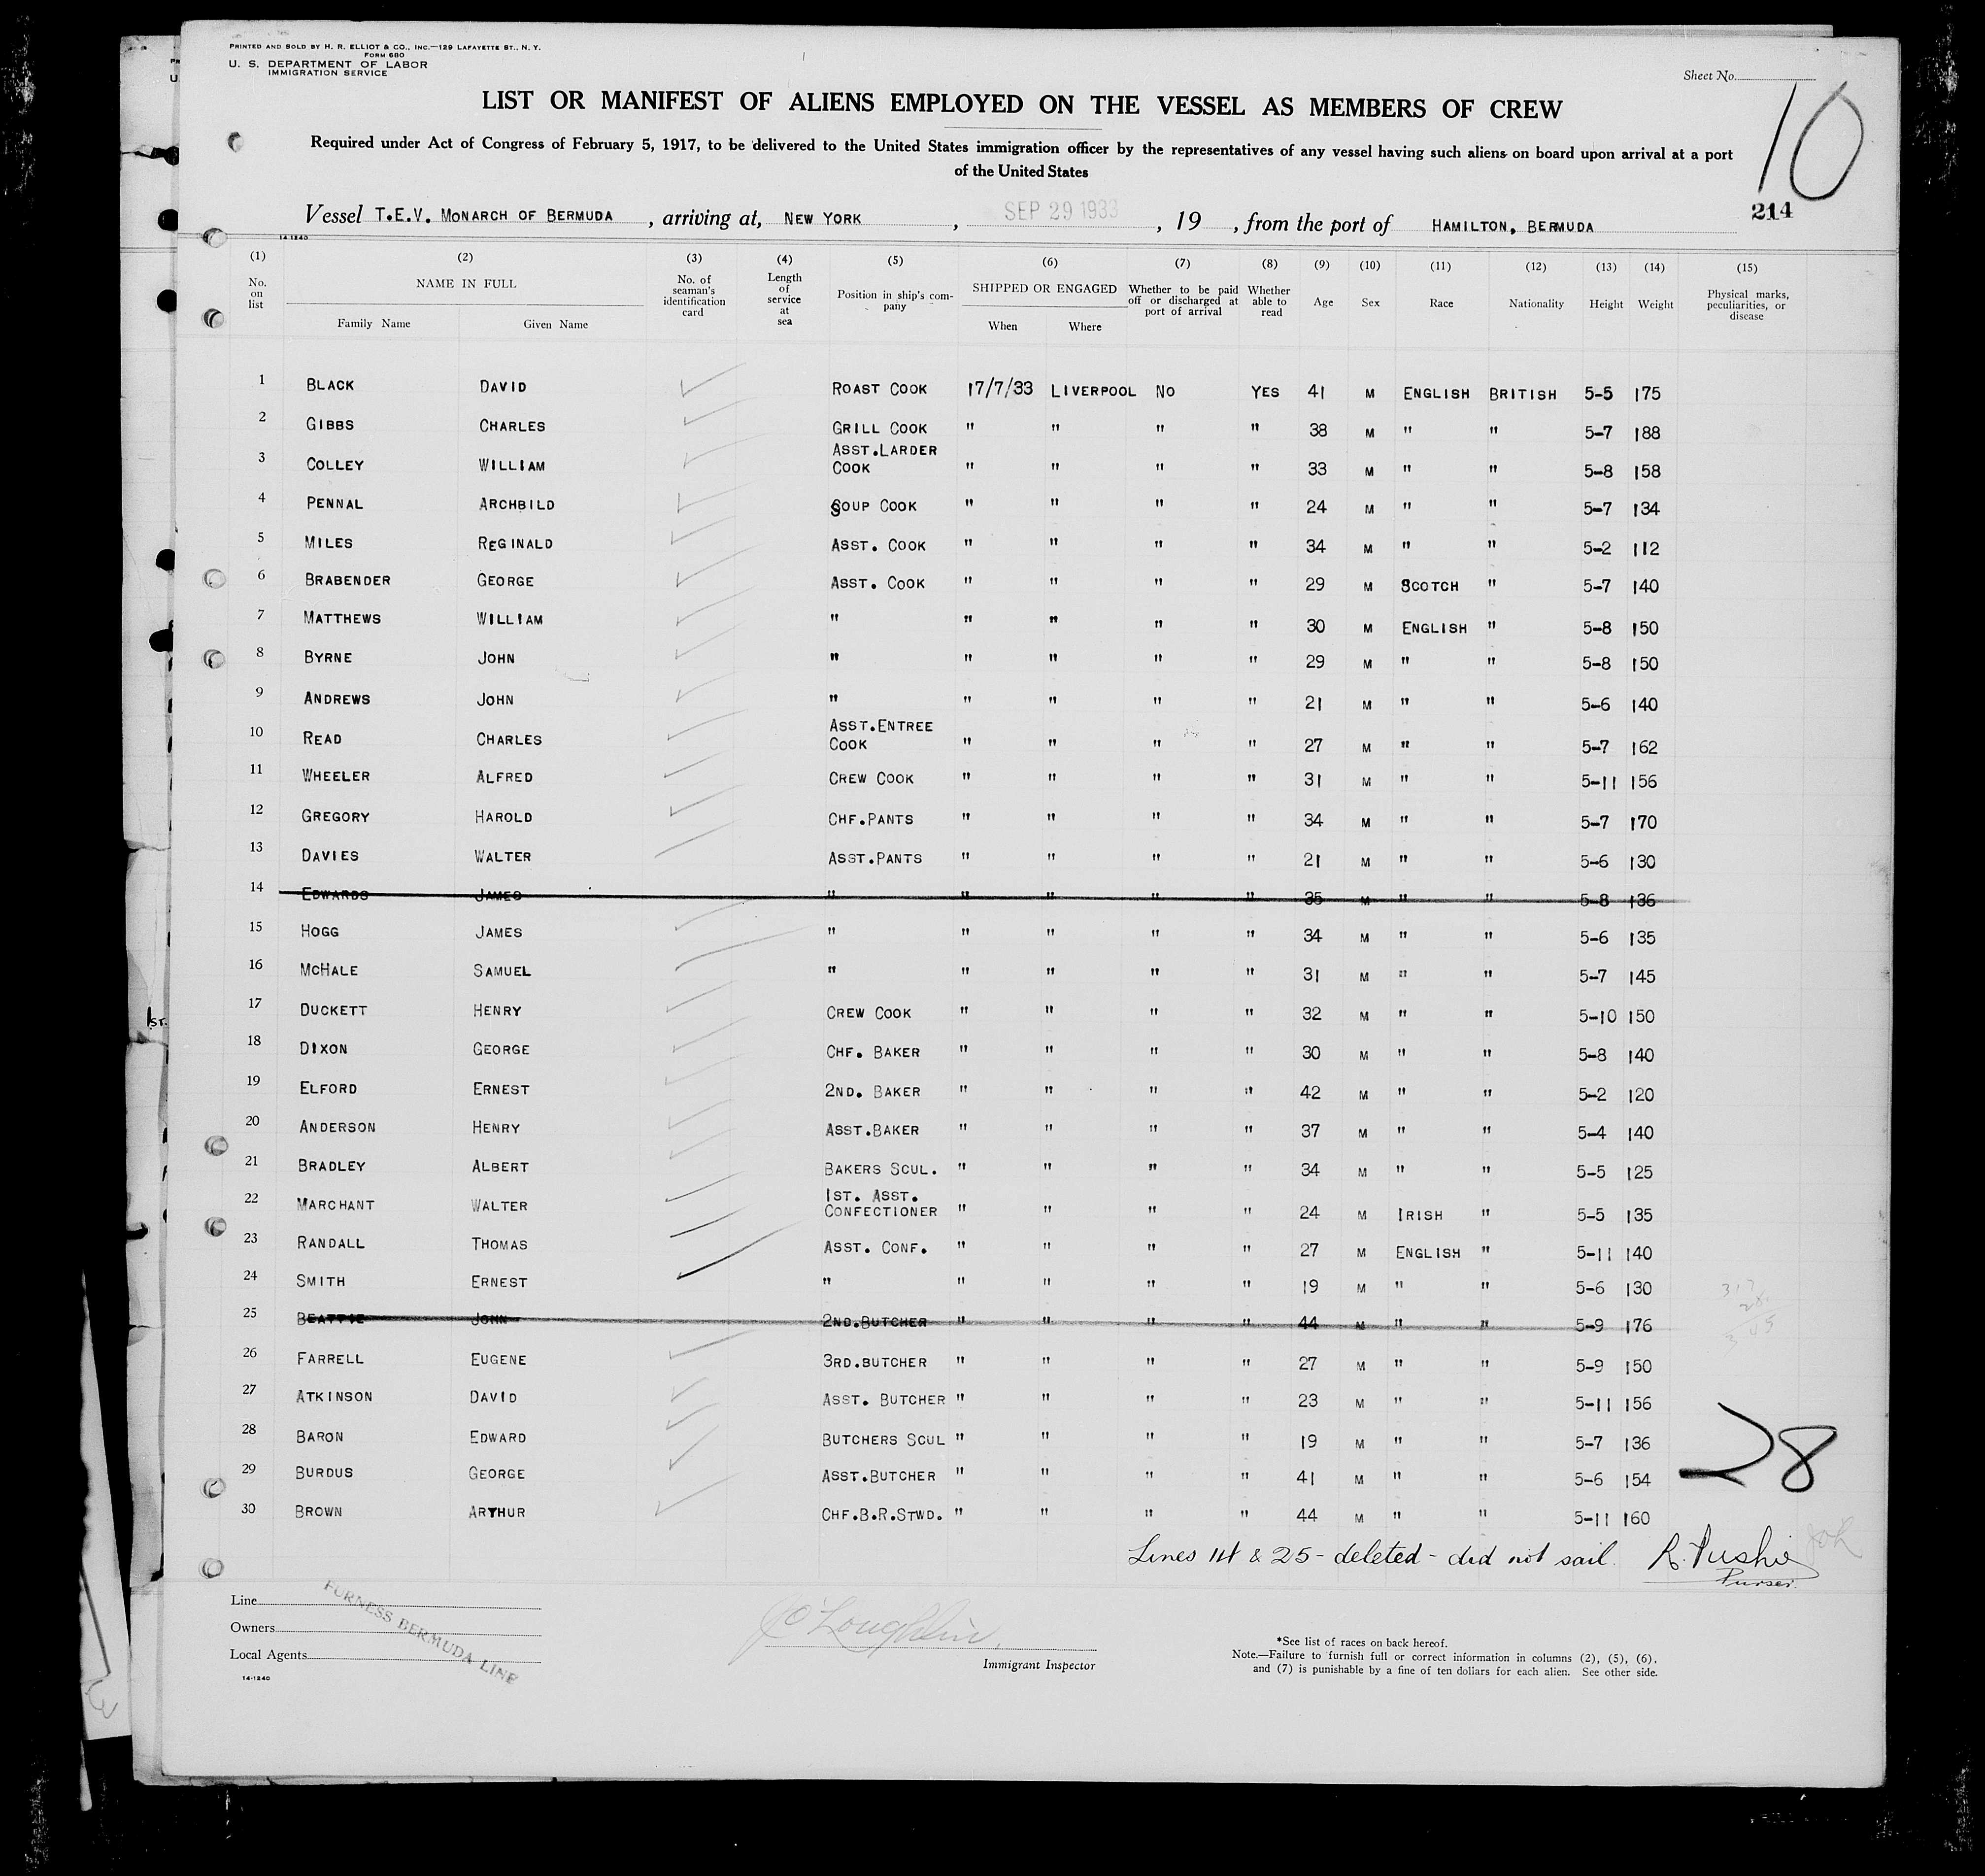 PRINTED AND SOLD BY H. R. ELLIOT & CO., INC.—129 LAFAYETTE ST., N. Y.
FORM 680
U. S. DEPARTMENT OF LABOR
IMMIGRATION SERVICE
Sheet No.
10
LIST OR MANIFEST OF ALIENS EMPLOYED ON THE VESSEL AS MEMBERS OF CREW
Required under Act of Congress of February 5, 1917, to be delivered to the United States immigration officer by the representatives of any vessel having such aliens on board upon arrival at a port
of the United States
Vessel T.E.V. MONARCH OF BERMUDA, arriving at, NEW YORK, SEP 29 1933, 19, from the port of HAMILTON, BERMUDA
214
14-1240
(1) (2) (3) (4) (5) (6) (7) (8) (9) (10) (11) (12) (13) (14) (15)
No. on list
NAME IN FULL
Family Name Given Name
No. of seaman's identification card
Length of service at sea
Position in ship's company
SHIPPED OR ENGAGED
When Where
Whether to be paid off or discharged at port of arrival
Whether able to read
Age Sex Race Nationality Height Weight
Physical marks, peculiarities, or disease
1 BLACK DAVID ROAST COOK 17/7/33 LIVERPOOL NO YES 41 M ENGLISH BRITISH 5-5 175
2 GIBBS CHARLES GRILL COOK " " " " 38 M " " 5-7 188
3 COLLEY WILLIAM ASST.LARDER COOK " " " " 33 M " " 5-8 158
4 PENNAL ARCHBILD SOUP COOK " " " " 24 M " " 5-7 134
5 MILES REGINALD ASST. COOK " " " " 34 M " " 5-2 112
6 BRABENDER GEORGE ASST. COOK " " " " 29 M SCOTCH " 5-7 140
7 MATTHEWS WILLIAM " " " " " 30 M ENGLISH " 5-8 150
8 BYRNE JOHN " " " " " 29 M " " 5-8 150
9 ANDREWS JOHN " " " " " 21 M " " 5-6 140
10 READ CHARLES ASST.ENTREE COOK " " " " 27 M " " 5-7 162
11 WHEELER ALFRED CREW COOK " " " " 31 M " " 5-11 156
12 GREGORY HAROLD CHF.PANTS " " " " 34 M " " 5-7 170
13 DAVIES WALTER ASST.PANTS " " " " 21 M " " 5-6 130
14 EDWARDS JAMES " " " " " 35 M " " 5-8 136
15 HOGG JAMES " " " " " 34 M " " 5-6 135
16 MCHALE SAMUEL " " " " " 31 M " " 5-7 145
17 DUCKETT HENRY CREW COOK " " " " 32 M " " 5-10 150
18 DIXON GEORGE CHF. BAKER " " " " 30 M " " 5-8 140
19 ELFORD ERNEST 2ND. BAKER " " " " 42 M " " 5-2 120
20 ANDERSON HENRY ASST.BAKER " " " " 37 M " " 5-4 140
21 BRADLEY ALBERT BAKERS SCUL. " " " " 34 M " " 5-5 125
22 MARCHANT WALTER 1ST. ASST. CONFECTIONER " " " " 24 M IRISH " 5-5 135
23 RANDALL THOMAS ASST. CONF. " " " " 27 M ENGLISH " 5-11 140
24 SMITH ERNEST " " " " " 19 M " " 5-6 130
25 BEATTIE JOHN 2ND.BUTCHER " " " " 44 M " " 5-9 176
26 FARRELL EUGENE 3RD.BUTCHER " " " " 27 M " " 5-9 150
27 ATKINSON DAVID ASST. BUTCHER " " " " 23 M " " 5-11 156
28 BARON EDWARD BUTCHERS SCUL " " " " 19 M " " 5-7 136
29 BURDUS GEORGE ASST.BUTCHER " " " " 41 M " " 5-6 154
30 BROWN ARTHUR CHF.B.R.STWD. " " " " 44 M " " 5-11 160
28
Lines 14 & 25 - deleted - did not sail. R. Pushie
Purser.
Line
Owners
Local Agents
FURNESS BERMUDA LINE
14-1240
O'Loughlin
Immigrant Inspector
*See list of races on back hereof.
Note.—Failure to furnish full or correct information in columns (2), (5), (6),
and (7) is punishable by a fine of ten dollars for each alien. See other side.